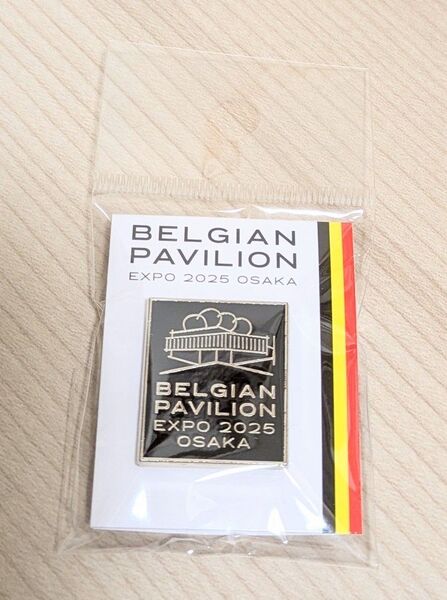 BELGIAN
PAVILION
EXPO 2025 OSAKA
BELGIAN
PAVILION
EXPO 2025
OSAKA